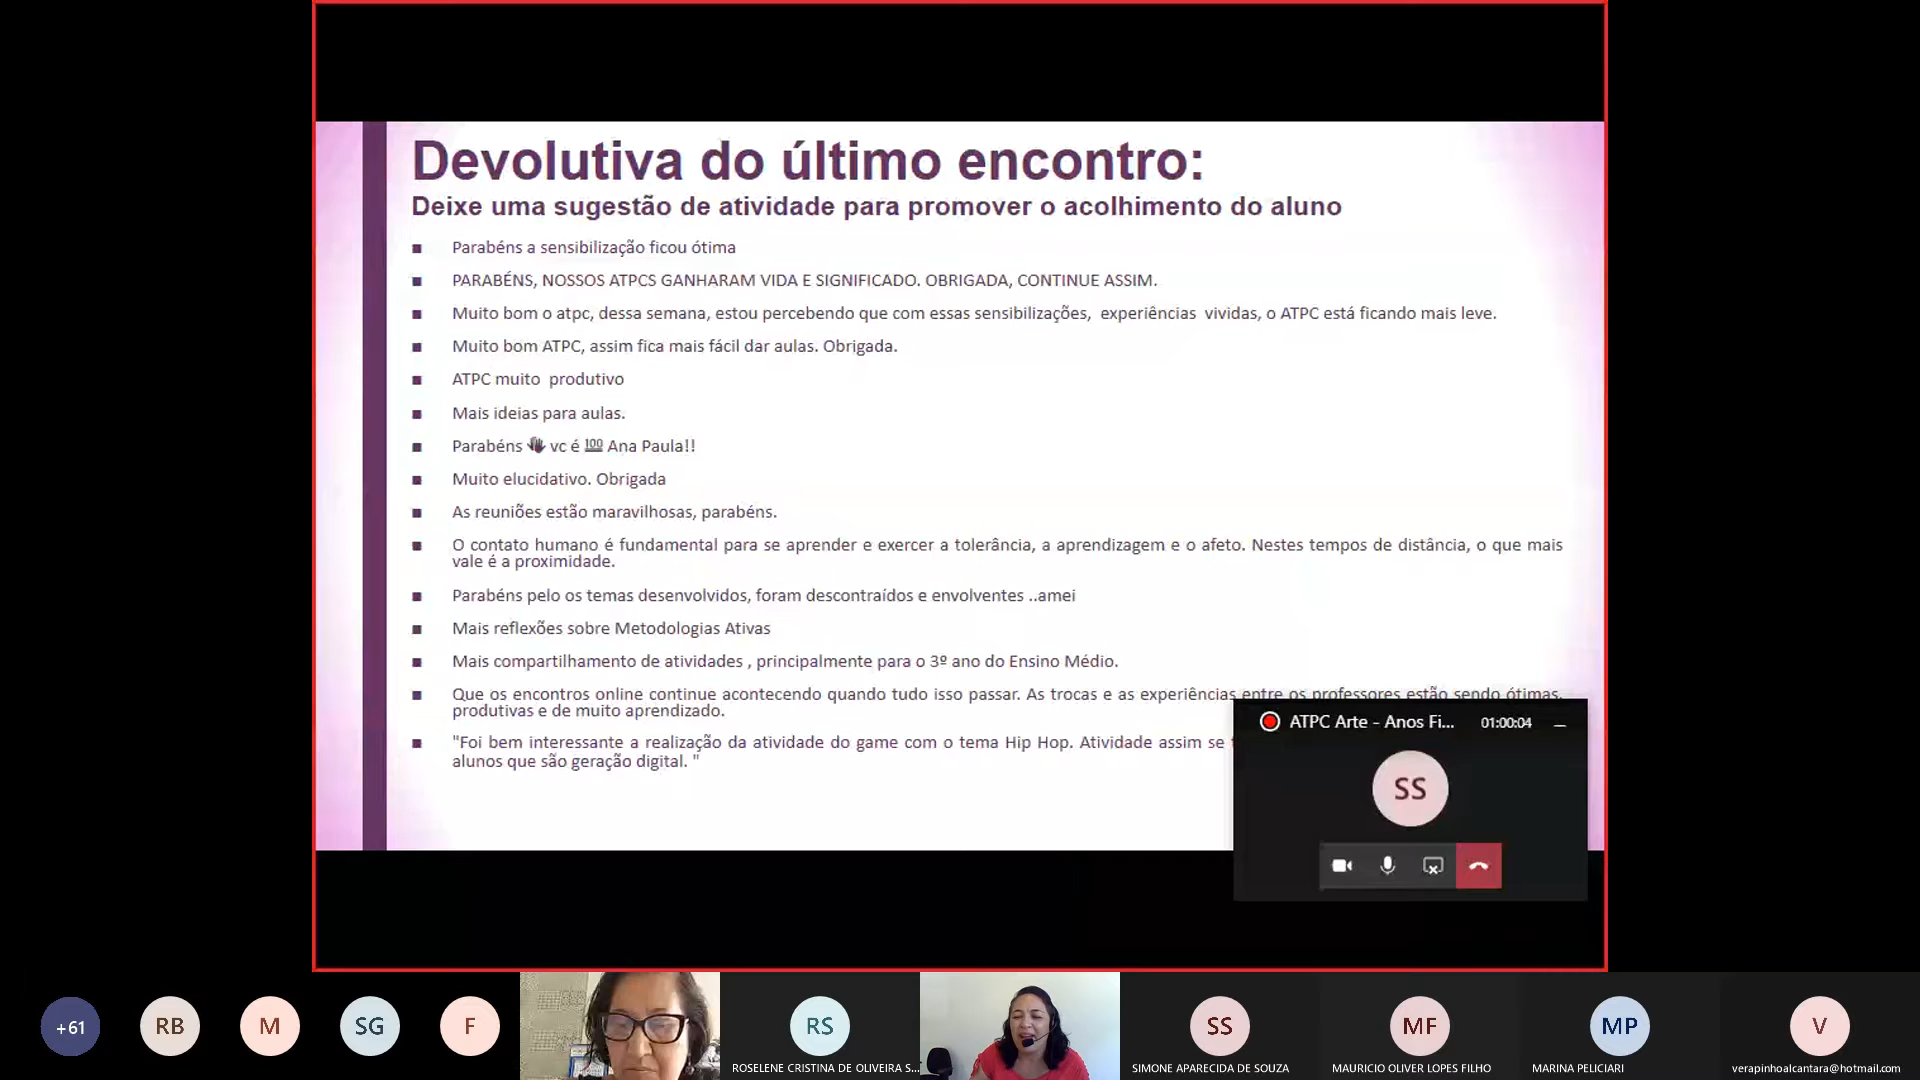 Devolutiva do último encontro:
Deixe uma sugestão de atividade para promover o acolhimento do aluno
Parabéns a sensibilização ficou ótima
PARABÉNS, NOSSOS ATPCS GANHARAM VIDA E SIGNIFICADO. OBRIGADA, CONTINUE ASSIM.
Muito bom o atpc, dessa semana, estou percebendo que com essas sensibilizações, experiências vividas, o ATPC está ficando mais leve.
Muito bom ATPC, assim fica mais fácil dar aulas. Obrigada.
ATPC muito produtivo
Mais ideias para aulas.
Parabéns 👏 vc é 💯 Ana Paula!!
Muito elucidativo. Obrigada
As reuniões estão maravilhosas, parabéns.
O contato humano é fundamental para se aprender e exercer a tolerância, a aprendizagem e o afeto. Nestes tempos de distância, o que mais
vale é a proximidade.
Parabéns pelo os temas desenvolvidos, foram descontraídos e envolventes ..amei
Mais reflexões sobre Metodologias Ativas
Mais compartilhamento de atividades , principalmente para o 3º ano do Ensino Médio.
Que os encontros online continue acontecendo quando tudo isso passar. As trocas e as experiências entre os professores estão sendo ótimas,
produtivas e de muito aprendizado.
"Foi bem interessante a realização da atividade do game com o tema Hip Hop. Atividade assim se
alunos que são geração digital. "
ATPC Arte - Anos Fi... 01:00:04
SS
+61
RB
M
SG
F
RS
ROSELENE CRISTINA DE OLIVEIRA S...
SS
SIMONE APARECIDA DE SOUZA
MF
MAURICIO OLIVER LOPES FILHO
MP
MARINA PELICIARI
V
verapinhoalcantara@hotmail.com